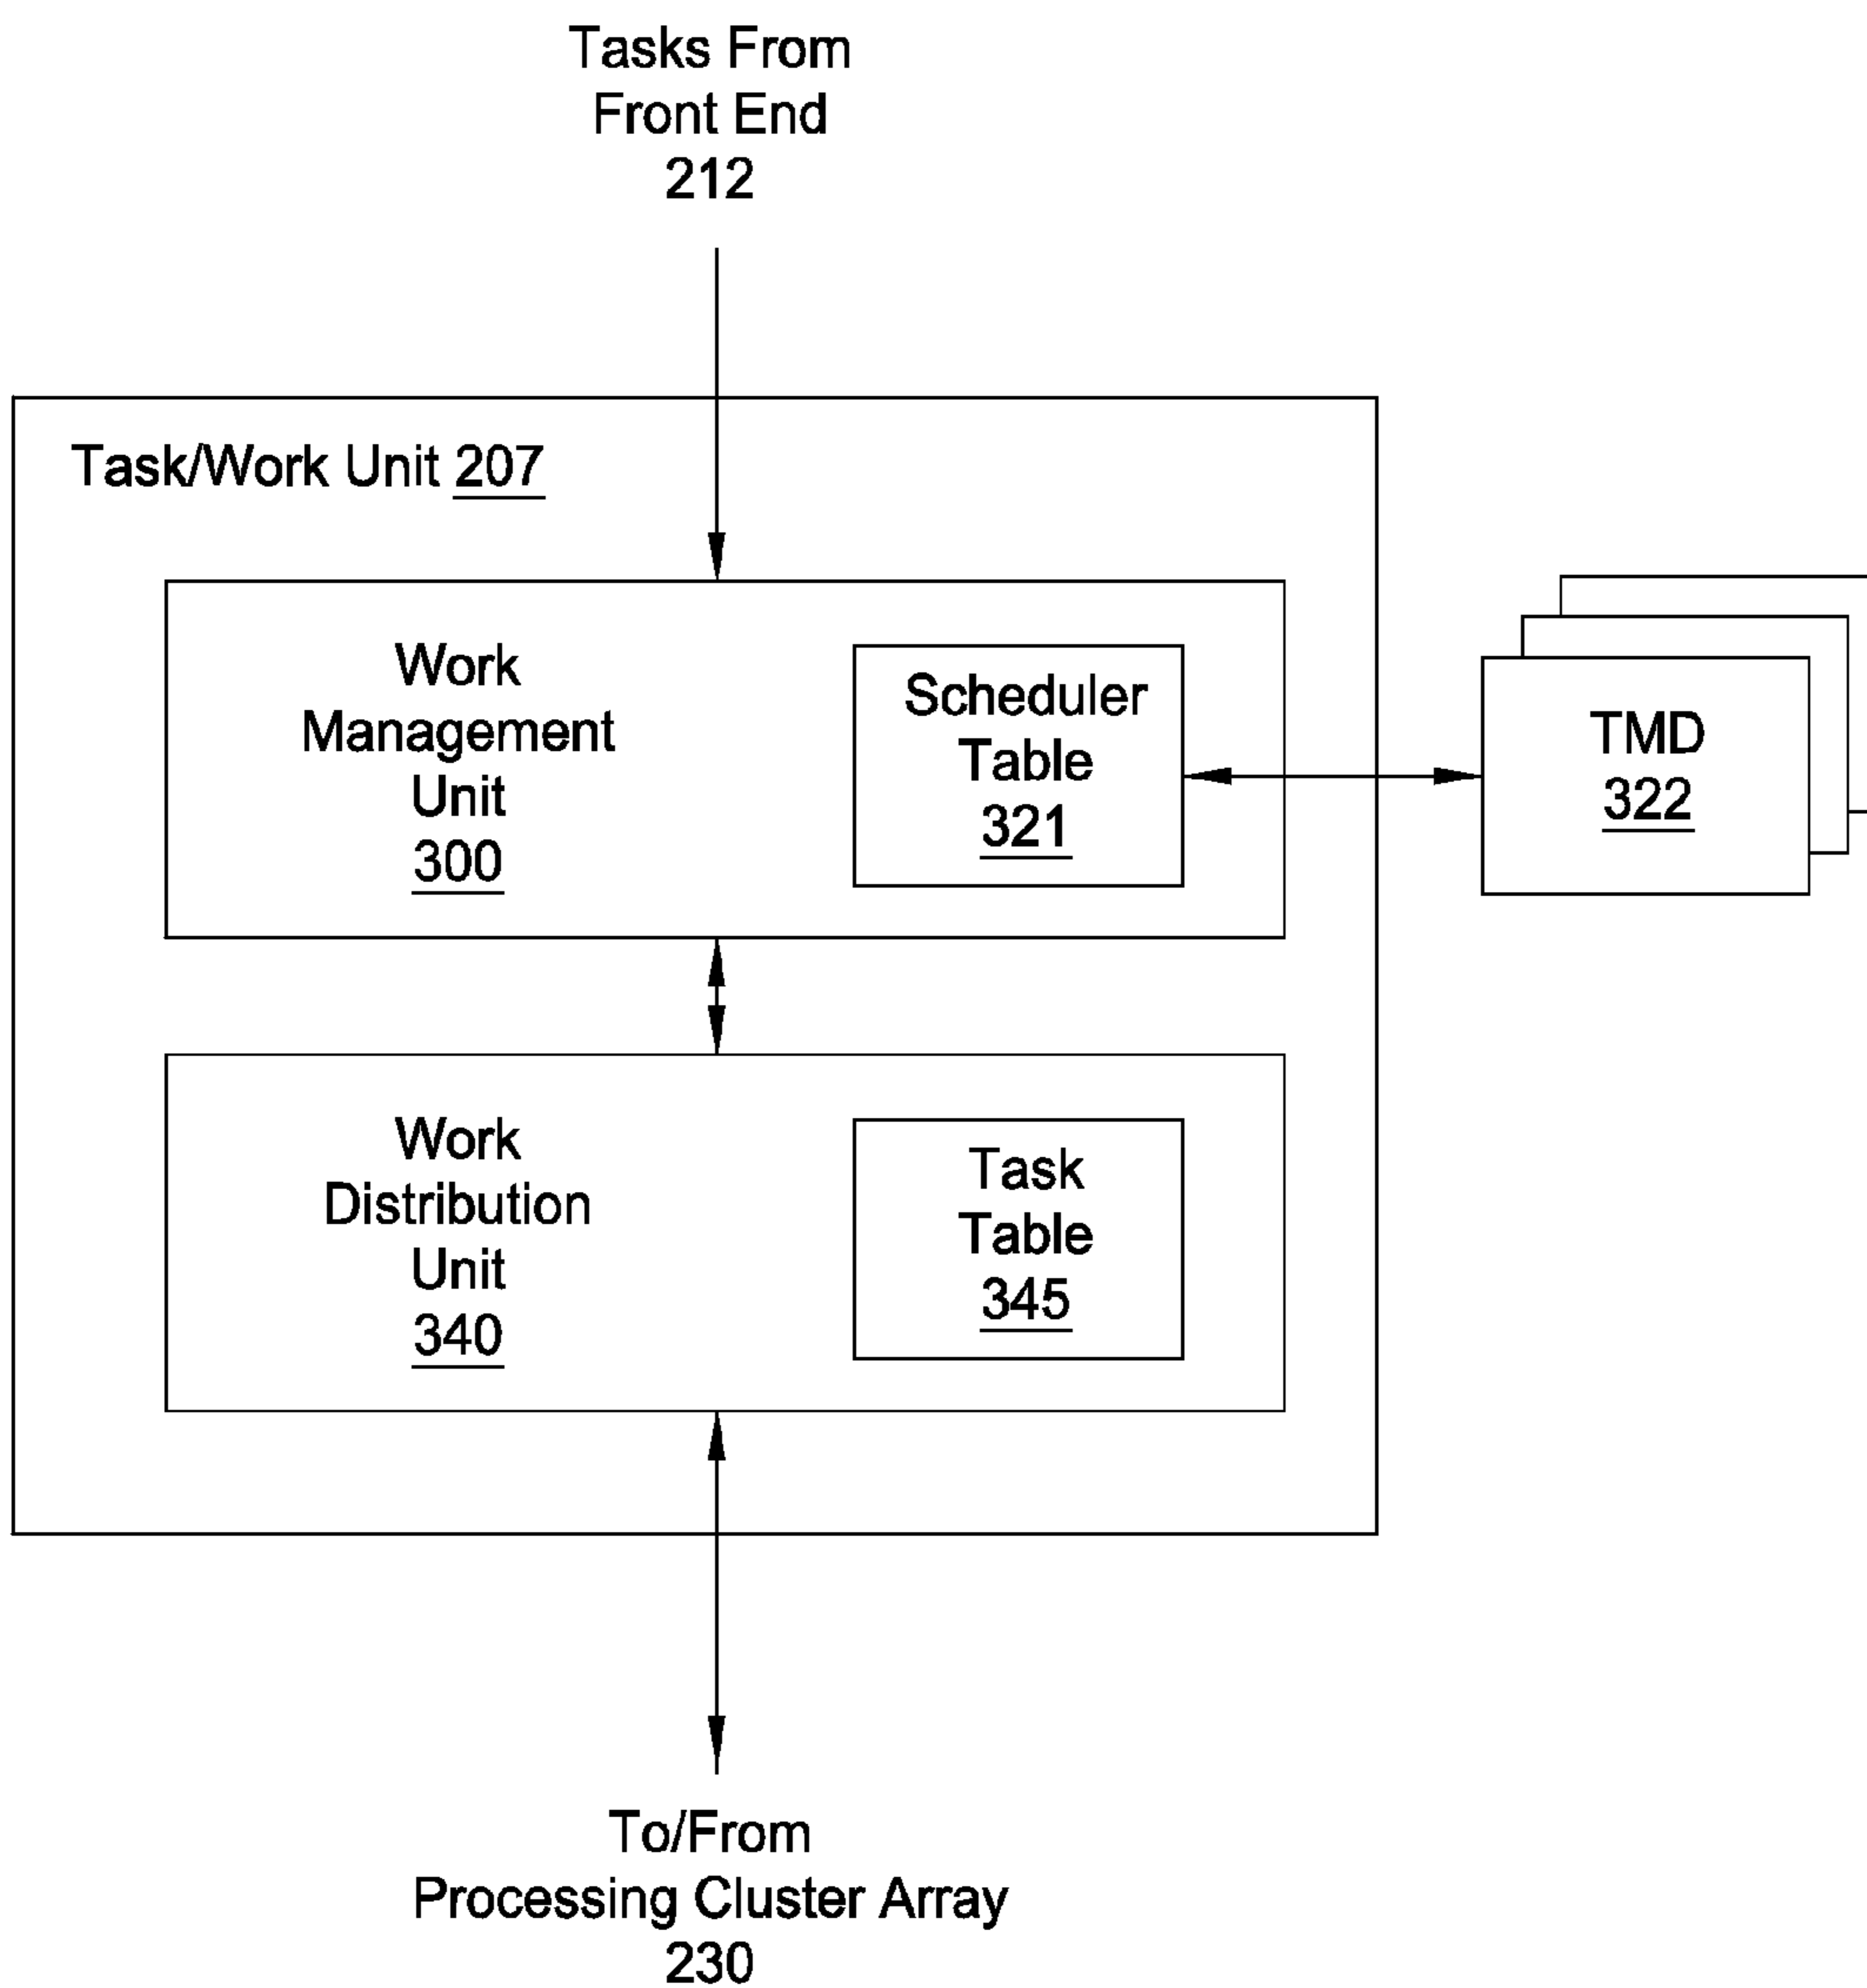 Tasks From
Front End
212
Task/Work Unit 207
Work
Management
Unit
300
Scheduler
Table
321
TMD
322
Work
Distribution
Unit
340
Task
Table
345
To/From
Processing Cluster Array
230